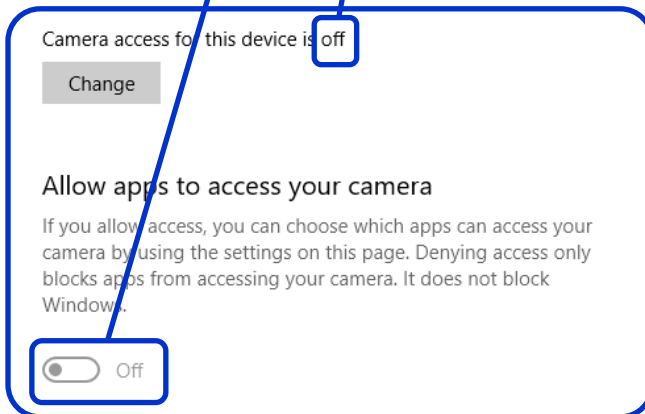 Camera access for this device is off
Change
Allow apps to access your camera
If you allow access, you can choose which apps can access your
camera by using the settings on this page. Denying access only
blocks apps from accessing your camera. It does not block
Windows.
Off